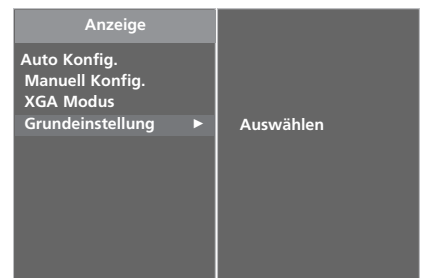 Anzeige
Auto Konfig.
Manuell Konfig.
XGA Modus
Grundeinstellung ►
Auswählen